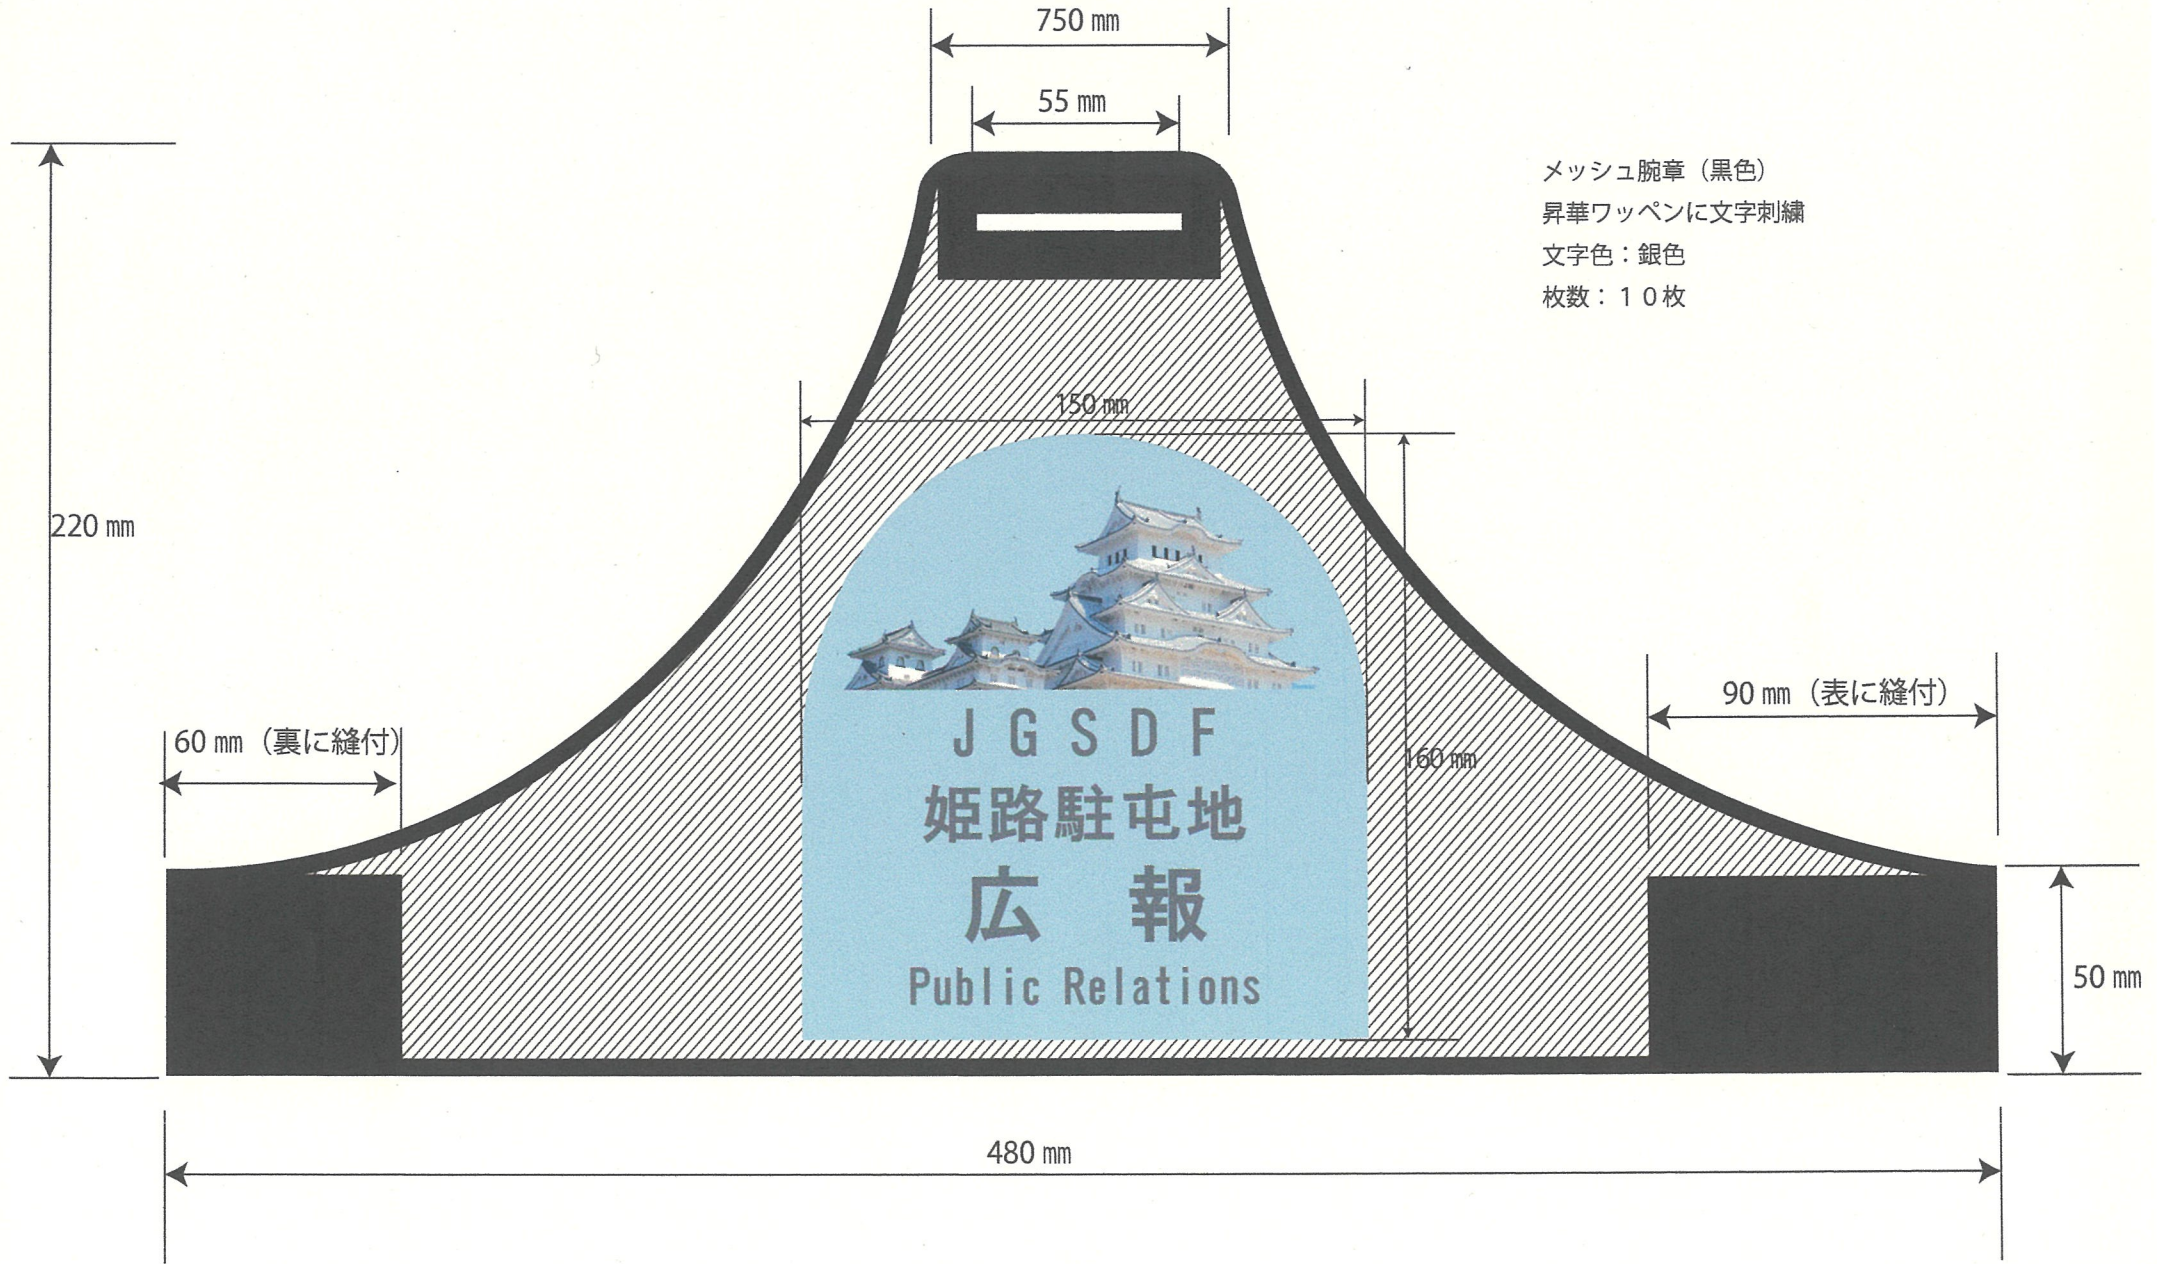 750 ㎜
55 ㎜
メッシュ腕章（黒色）
昇華ワッペンに文字刺繍
文字色：銀色
枚数：１０枚
150 ㎜
220 ㎜
90 ㎜（表に縫付）
60 ㎜（裏に縫付）
JGSDF
160 ㎜
姫路駐屯地
広　報
Public Relations
50 ㎜
480 ㎜